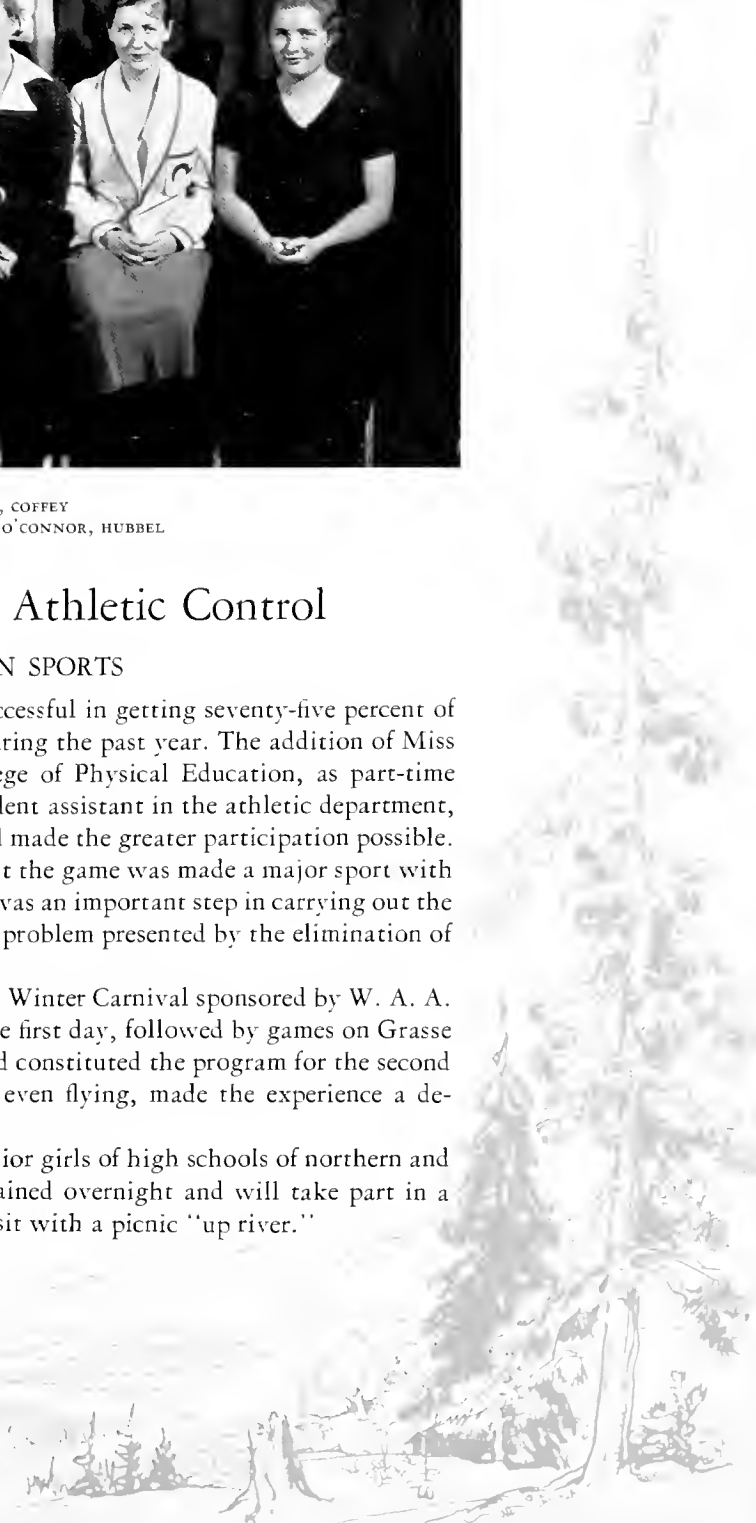 , COFFEY
O'CONNOR, HUBBEL
Athletic Control
N SPORTS
ccessful in getting seventy-five percent of
ring the past year. The addition of Miss
ege of Physical Education, as part-time
lent assistant in the athletic department,
l made the greater participation possible.
t the game was made a major sport with
vas an important step in carrying out the
problem presented by the elimination of
Winter Carnival sponsored by W. A. A.
e first day, followed by games on Grasse
d constituted the program for the second
even flying, made the experience a de-
ior girls of high schools of northern and
ained overnight and will take part in a
sit with a picnic "up river."